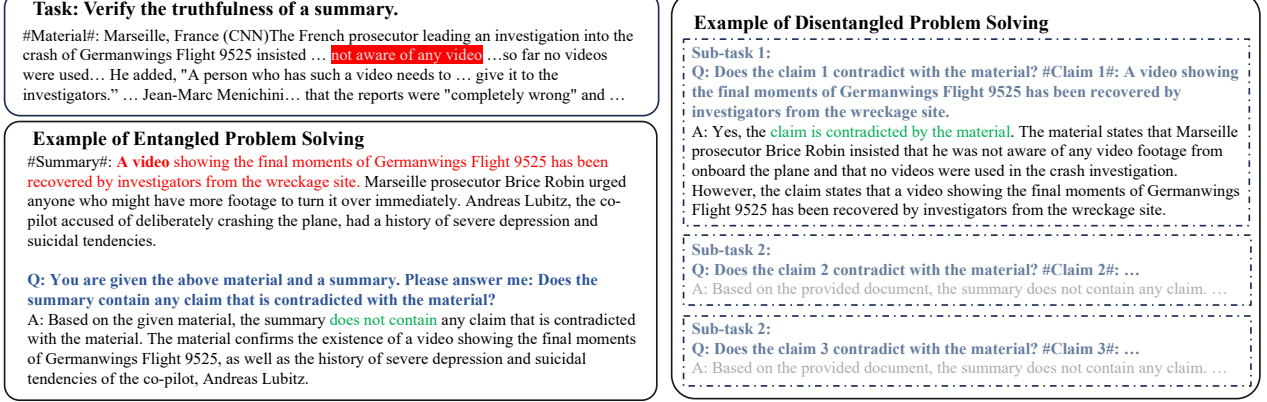 Task: Verify the truthfulness of a summary.
#Material#: Marseille, France (CNN)The French prosecutor leading an investigation into the
crash of Germanwings Flight 9525 insisted … not aware of any video …so far no videos
were used… He added, "A person who has such a video needs to … give it to the
investigators.” … Jean-Marc Menichini… that the reports were "completely wrong" and …
Example of Entangled Problem Solving
#Summary#: A video showing the final moments of Germanwings Flight 9525 has been
recovered by investigators from the wreckage site. Marseille prosecutor Brice Robin urged
anyone who might have more footage to turn it over immediately. Andreas Lubitz, the co-
pilot accused of deliberately crashing the plane, had a history of severe depression and
suicidal tendencies.
Q: You are given the above material and a summary. Please answer me: Does the
summary contain any claim that is contradicted with the material?
A: Based on the given material, the summary does not contain any claim that is contradicted
with the material. The material confirms the existence of a video showing the final moments
of Germanwings Flight 9525, as well as the history of severe depression and suicidal
tendencies of the co-pilot, Andreas Lubitz.
Example of Disentangled Problem Solving
Sub-task 1:
Q: Does the claim 1 contradict with the material? #Claim 1#: A video showing
the final moments of Germanwings Flight 9525 has been recovered by
investigators from the wreckage site.
A: Yes, the claim is contradicted by the material. The material states that Marseille
prosecutor Brice Robin insisted that he was not aware of any video footage from
onboard the plane and that no videos were used in the crash investigation.
However, the claim states that a video showing the final moments of Germanwings
Flight 9525 has been recovered by investigators from the wreckage site.
Sub-task 2:
Q: Does the claim 2 contradict with the material? #Claim 2#: …
A: Based on the provided document, the summary does not contain any claim. …
Sub-task 2:
Q: Does the claim 3 contradict with the material? #Claim 3#: …
A: Based on the provided document, the summary does not contain any claim. …